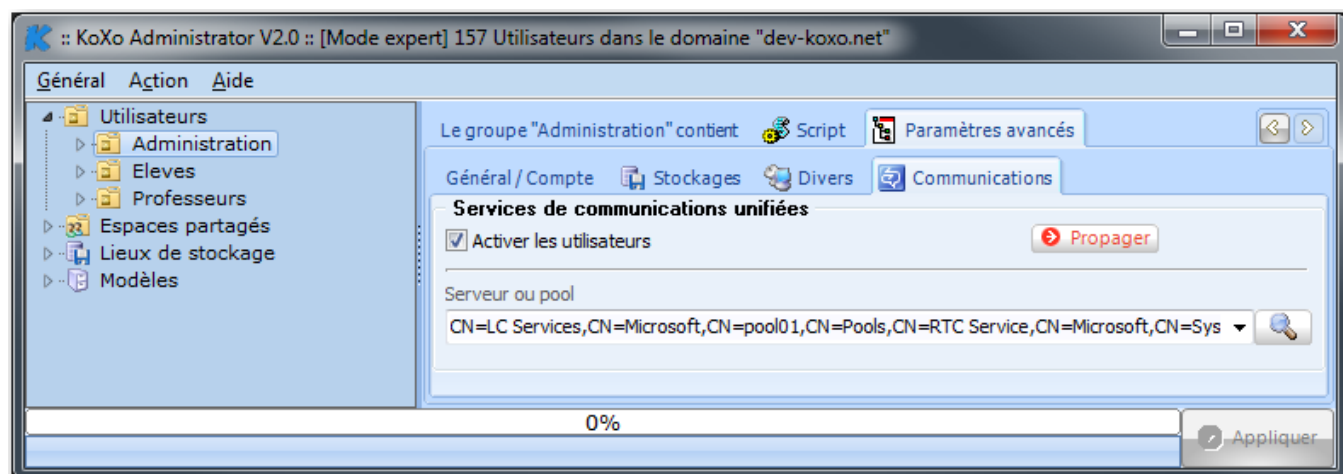 :: KoXo Administrator V2.0 :: [Mode expert] 157 Utilisateurs dans le domaine "dev-koxo.net"
Général Action Aide
Utilisateurs
Administration
Eleves
Professeurs
Espaces partagés
Lieux de stockage
Modèles
Le groupe "Administration" contient Script Paramètres avancés
Général / Compte Stockages Divers Communications
Services de communications unifiées
Activer les utilisateurs Propager
Serveur ou pool
CN=LC Services,CN=Microsoft,CN=pool01,CN=Pools,CN=RTC Service,CN=Microsoft,CN=Sys
0%
Appliquer